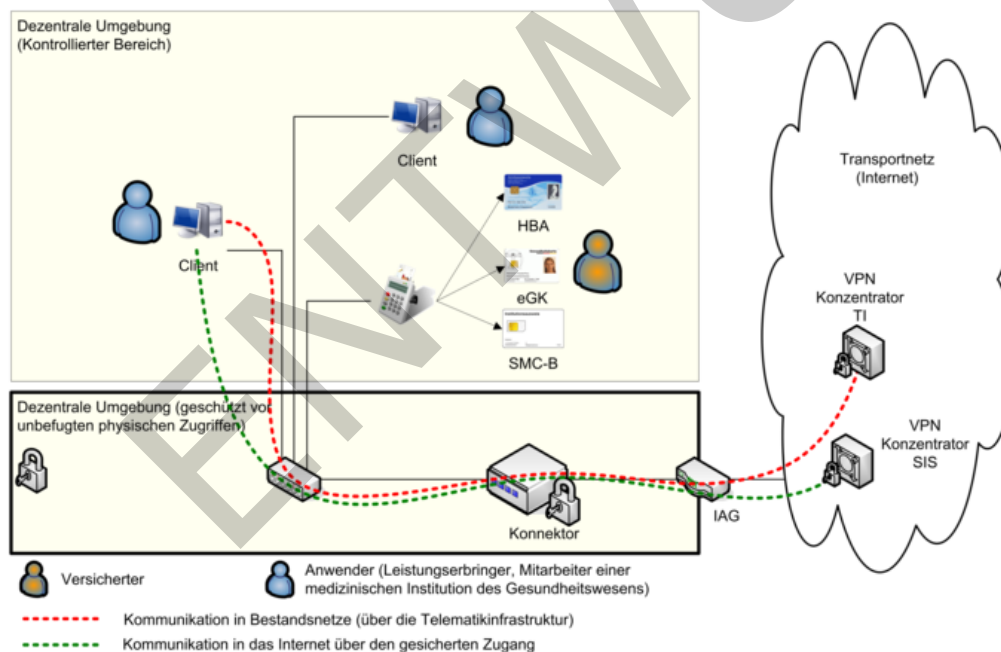 Dezentrale Umgebung
(Kontrollierter Bereich)
Client
Transportnetz
(Internet)
HBA
Client
eGK
VPN
Konzentrator
TI
SMC-B
Dezentrale Umgebung (geschützt vor
unbefugten physischen Zugriffen)
VPN
Konzentrator
SIS
IAG
Konnektor
Versicherter
Anwender (Leistungserbringer, Mitarbeiter einer
medizinischen Institution des Gesundheitswesens)
Kommunikation in Bestandsnetze (über die Telematikinfrastruktur)
Kommunikation in das Internet über den gesicherten Zugang